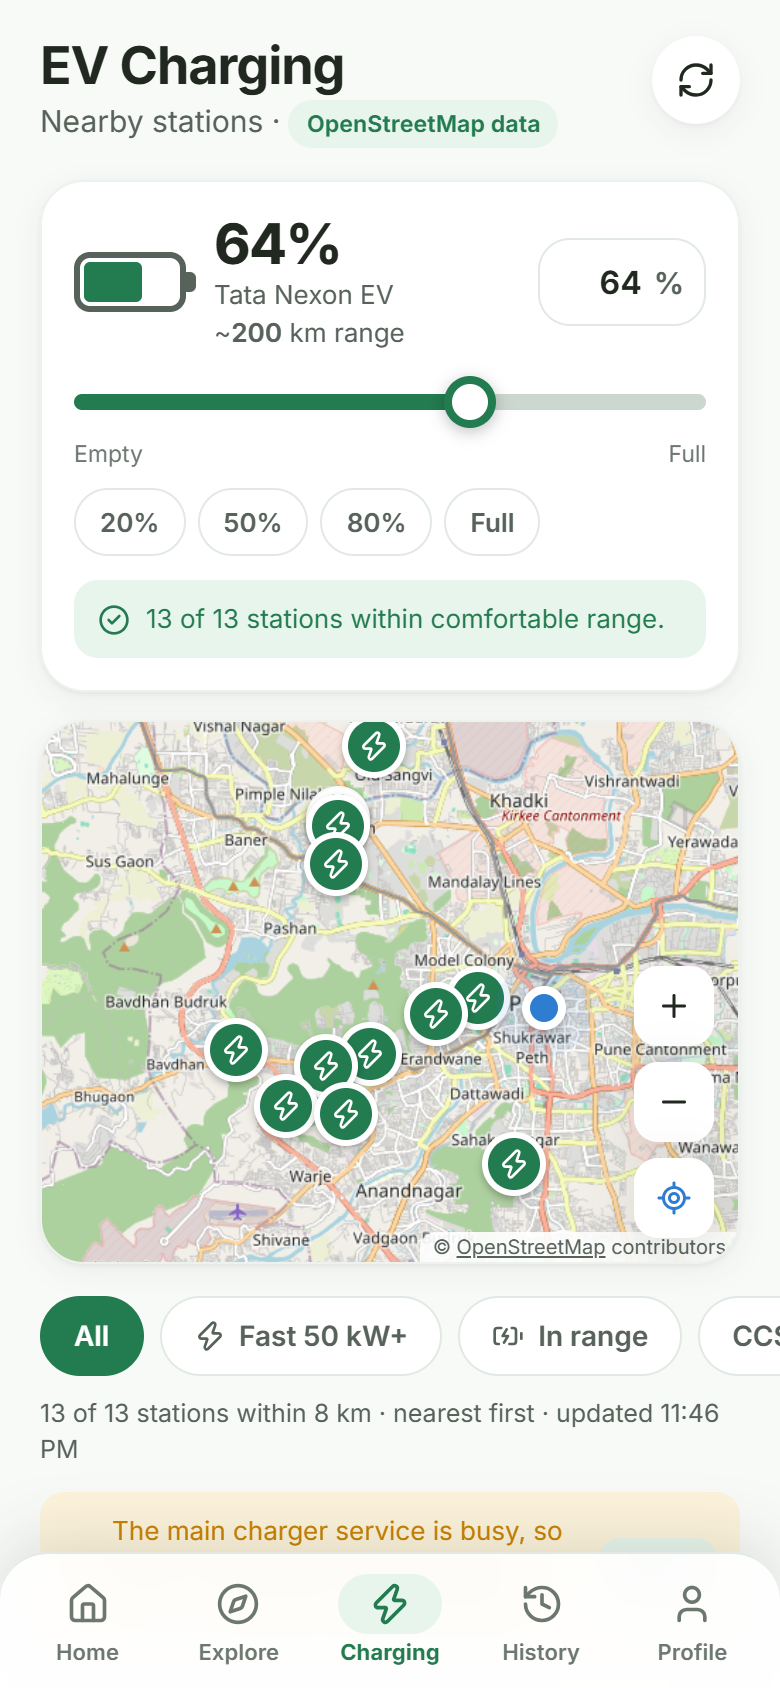 EV Charging
Nearby stations · OpenStreetMap data
64%
64 %
Tata Nexon EV
~200 km range
Empty
Full
20%
50%
80%
Full
13 of 13 stations within comfortable range.
Vishal Nagar
Mahalunge
Vishrantwadi
Pimple
Khadki
Kirkee Cantonment
Baner
Yerawada
Sus Gaon
Mandalay Lines
Pashan
Model Colony
Bavdhan Budruk
Shukrawar
Peth
Pune Cantonment
Erandwane
Bavdhan
Bhugaon
Dattawadi
Warje
Anandnagar
Shivane
Vadgaon
© OpenStreetMap contributors
All
Fast 50 kW+
In range
13 of 13 stations within 8 km · nearest first · updated 11:46
PM
The main charger service is busy, so
Home
Explore
Charging
History
Profile